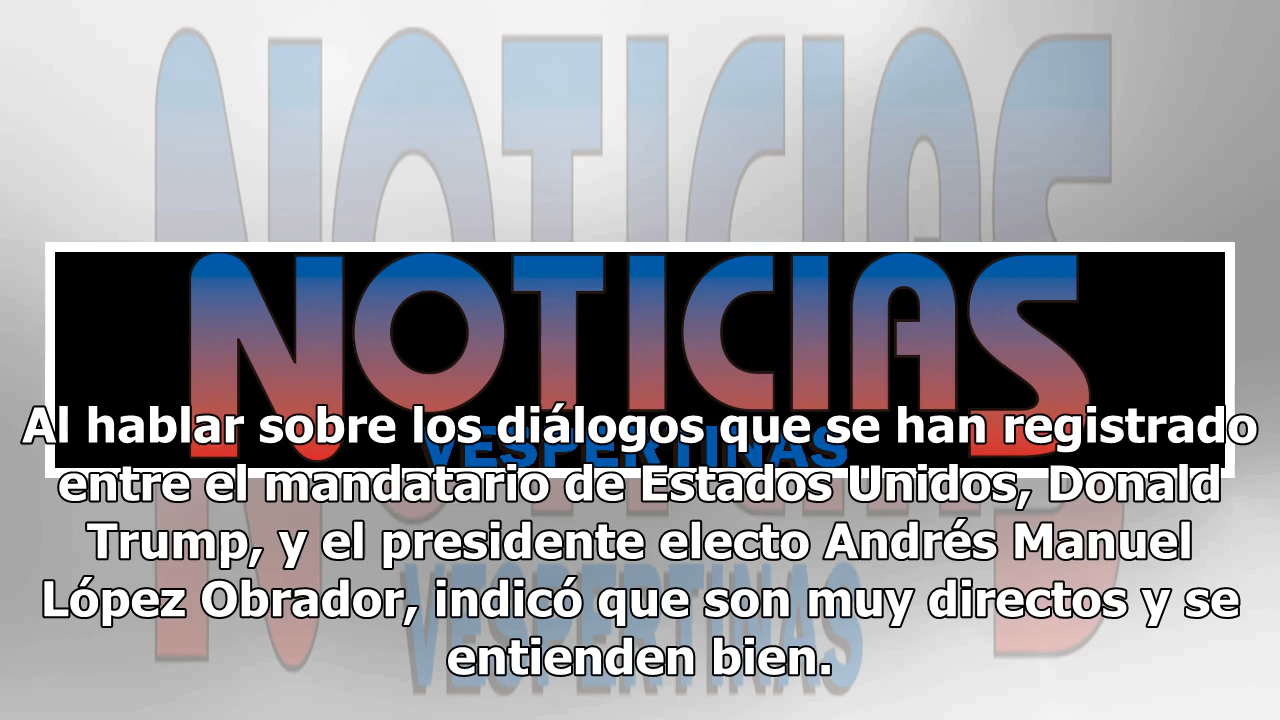 NOTICIAS
VESPERTINAS
Al hablar sobre los diálogos que se han registrado
entre el mandatario de Estados Unidos, Donald
Trump, y el presidente electo Andrés Manuel
López Obrador, indicó que son muy directos y se
entienden bien.